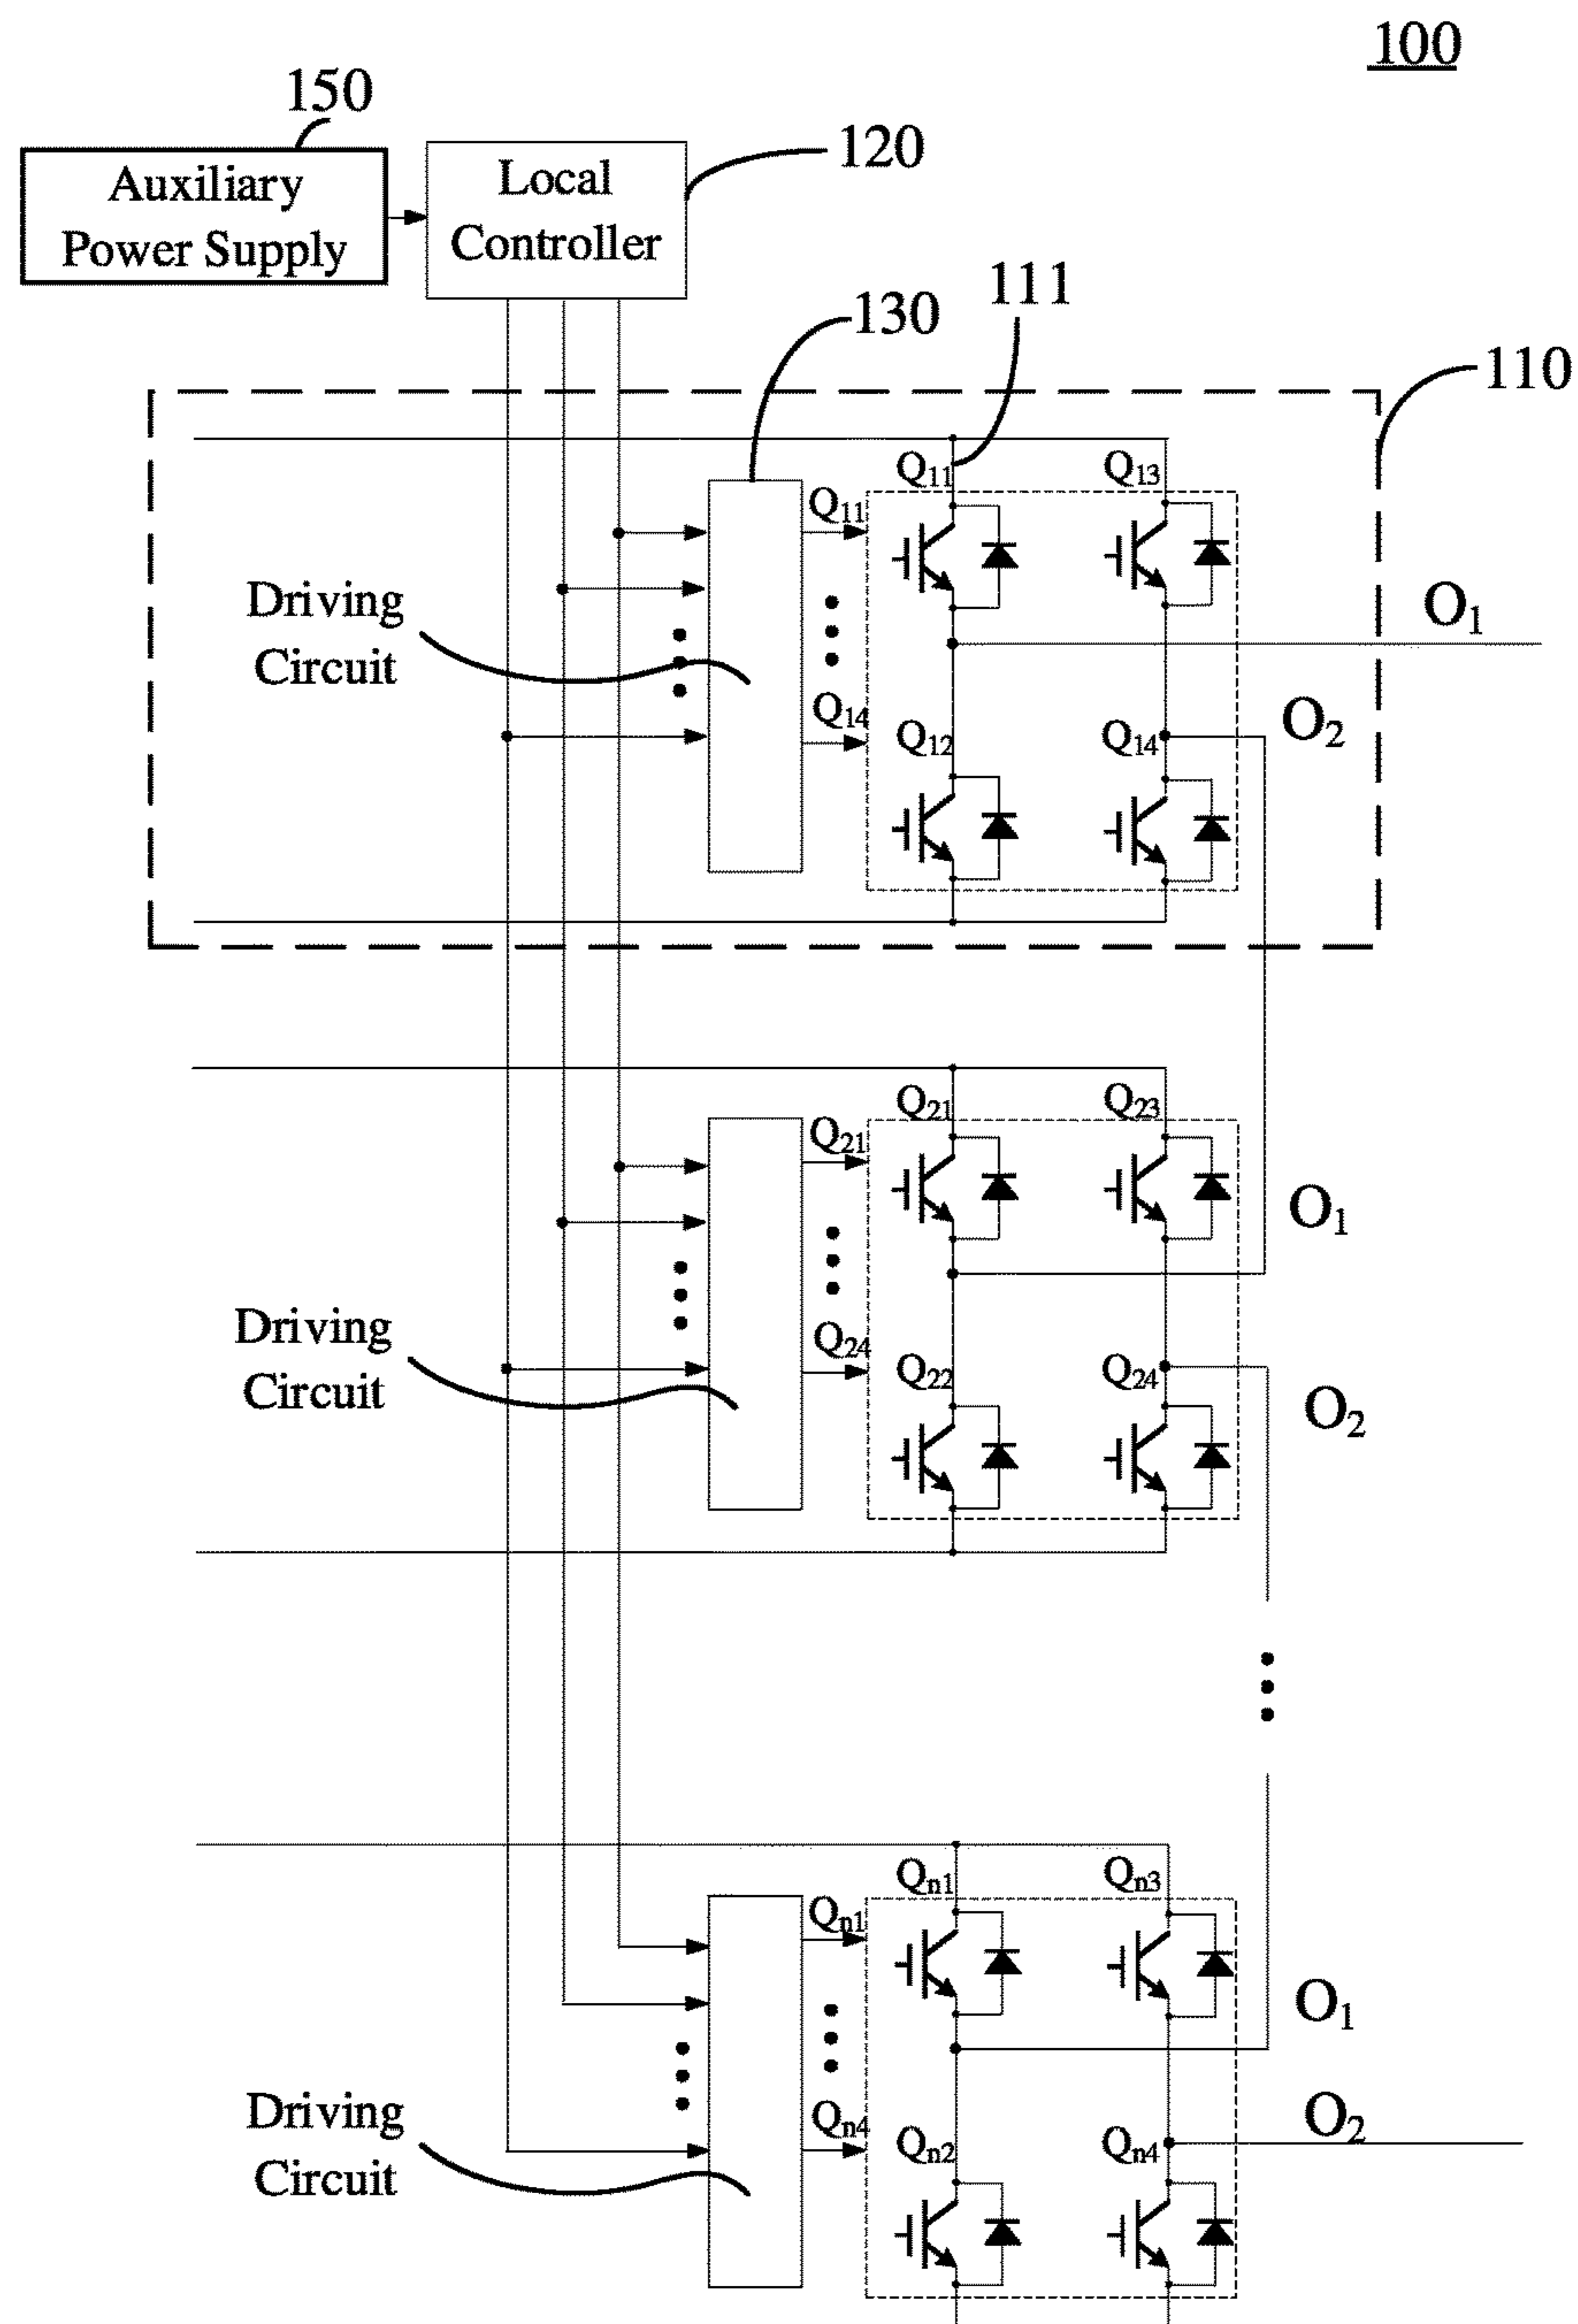 100
150
Auxiliary
Power Supply
Local
Controller
120
130
111
110
Q11
Q13
Q11
Driving
Circuit
O1
Q14
Q12
Q14
O2
Q21
Q23
Q21
O1
Driving
Circuit
Q24
Q22
Q24
O2
Qn1
Qn3
Qn1
O1
Driving
Circuit
Qn4
Qn2
Qn4
O2